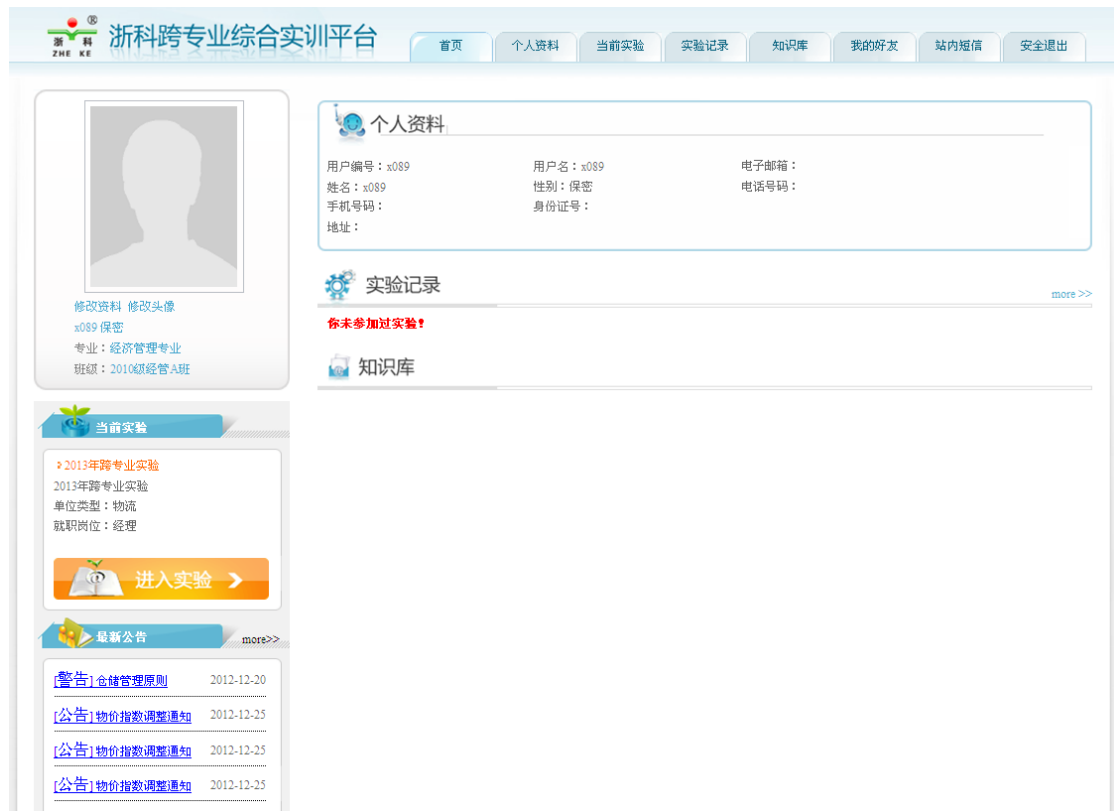 浙科® ZHE KE 浙科跨专业综合实训平台
首页 个人资料 当前实验 实验记录 知识库 我的好友 站内短信 安全退出
修改资料 修改头像
x089 保密
专业：经济管理专业
班级：2010级经管A班
当前实验
2013年跨专业实验
2013年跨专业实验
单位类型：物流
就职岗位：经理
进入实验
最新公告 more>>
[警告]仓储管理原则 2012-12-20
[公告]物价指数调整通知 2012-12-25
[公告]物价指数调整通知 2012-12-25
[公告]物价指数调整通知 2012-12-25
个人资料
用户编号：x089 用户名：x089 电子邮箱：
姓名：x089 性别：保密 电话号码：
手机号码： 身份证号：
地址：
实验记录 more >>
你未参加过实验！
知识库